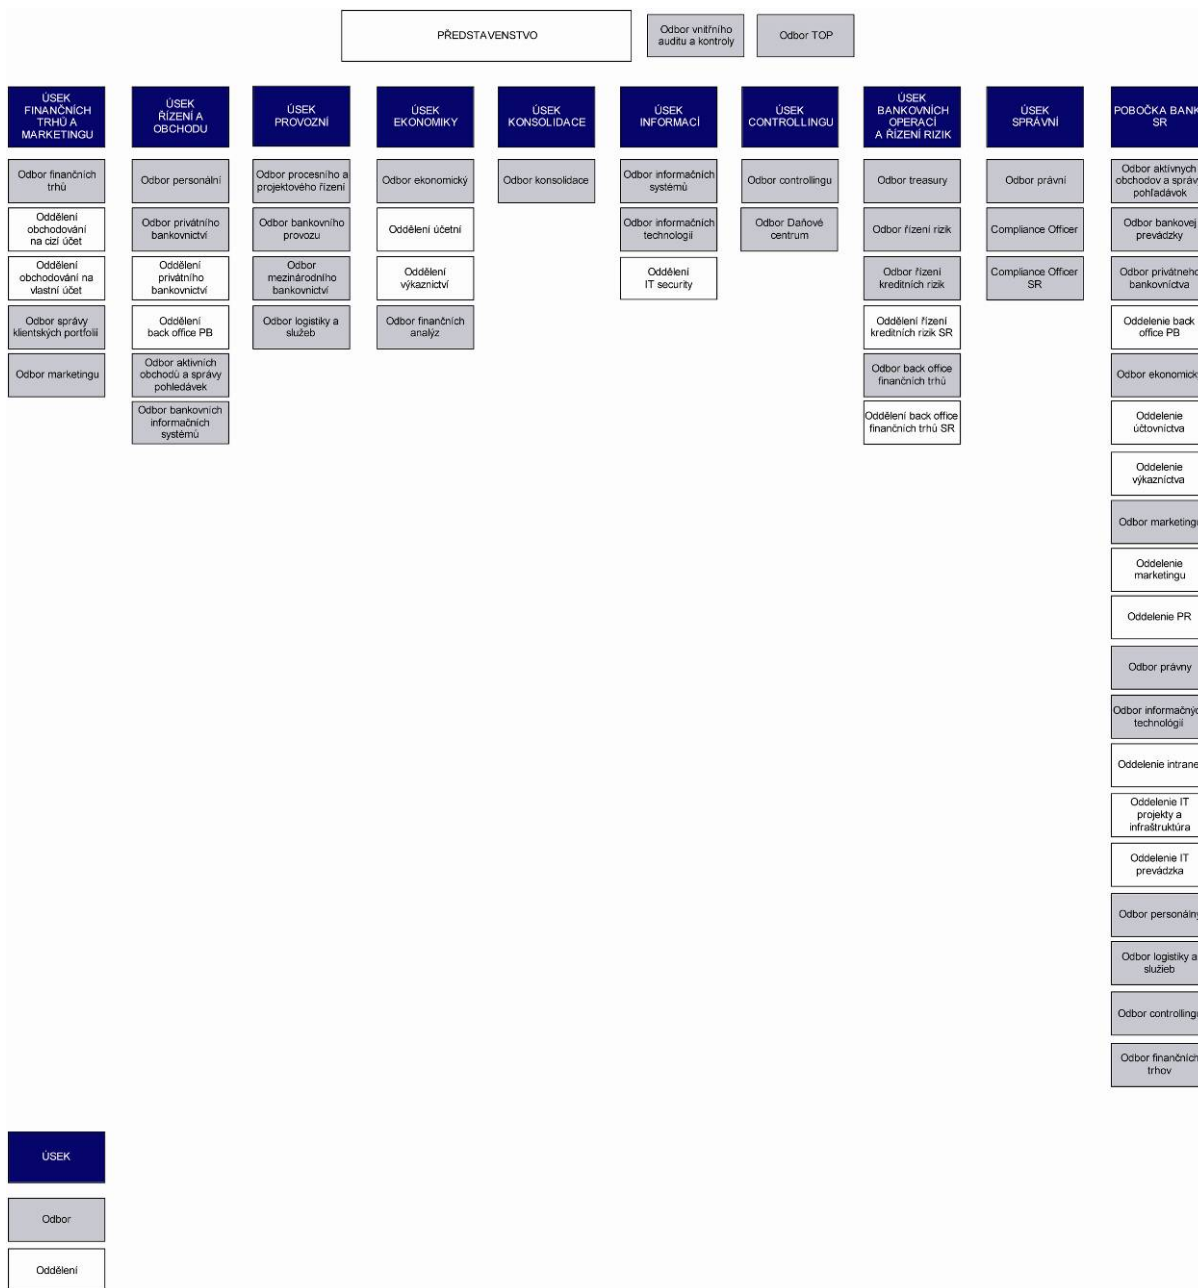 PŘEDSTAVENSTVO
Odbor vnitřního
auditu a kontroly
Odbor TOP
ÚSEK
FINANČNÍCH
TRHŮ A
MARKETINGU
Odbor finančních
trhů
Oddělení
obchodování
na cizí účet
Oddělení
obchodování na
vlastní účet
Odbor správy
klientských portfolií
Odbor marketingu
ÚSEK
ŘÍZENÍ A
OBCHODU
Odbor personální
Odbor privátního
bankovnictví
Oddělení
privátního
bankovnictví
Oddělení
back office PB
Odbor aktivních
obchodů a správy
pohledávek
Odbor bankovních
informačních
systémů
ÚSEK
PROVOZNÍ
Odbor procesního a
projektového řízení
Odbor bankovního
provozu
Odbor
mezinárodního
bankovnictví
Odbor logistiky a
služeb
ÚSEK
EKONOMIKY
Odbor ekonomický
Oddělení účetní
Oddělení
výkaznictví
Odbor finančních
analýz
ÚSEK
KONSOLIDACE
Odbor konsolidace
ÚSEK
INFORMACÍ
Odbor informačních
systémů
Odbor informačních
technologií
Oddělení
IT security
ÚSEK
CONTROLLINGU
Odbor controllingu
Odbor Daňové
centrum
ÚSEK
BANKOVNÍCH
OPERACÍ
A ŘÍZENÍ RIZIK
Odbor treasury
Odbor řízení rizik
Odbor řízení
kreditních rizik
Oddělení řízení
kreditních rizik SR
Odbor back office
finančních trhů
Oddělení back office
finančních trhů SR
ÚSEK
SPRÁVNÍ
Odbor právní
Compliance Officer
Compliance Officer
SR
POBOČKA BANK
SR
Odbor aktívnych
obchodov a správ
pohľadávok
Odbor bankovej
prevádzky
Odbor privátneho
bankovníctva
Oddelenie back
office PB
Odbor ekonomick
Oddelenie
účtovníctva
Oddelenie
výkazníctva
Odbor marketingu
Oddelenie
marketingu
Oddelenie PR
Odbor právny
Odbor informačnýc
technológií
Oddelenie intrane
Oddelenie IT
projekty a
infraštruktúra
Oddelenie IT
prevádzka
Odbor personálny
Odbor logistiky a
služieb
Odbor controllingu
Odbor finančních
trhov
ÚSEK
Odbor
Oddělení